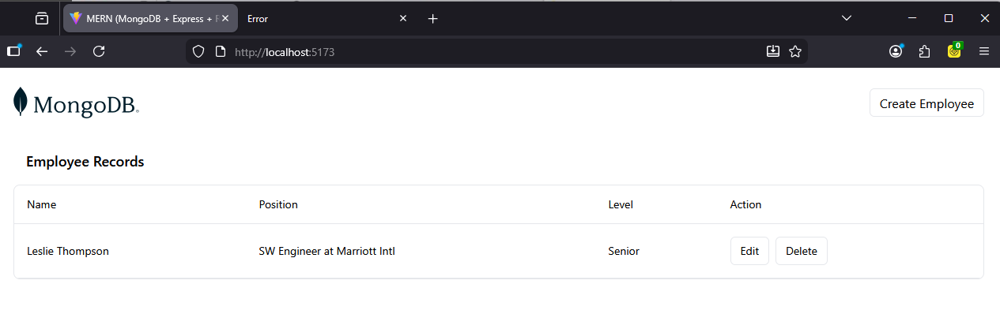 MERN (MongoDB + Express + R
Error
http://localhost:5173
0
MongoDB®
Create Employee
Employee Records
Name Position Level Action
Leslie Thompson SW Engineer at Marriott Intl Senior Edit Delete